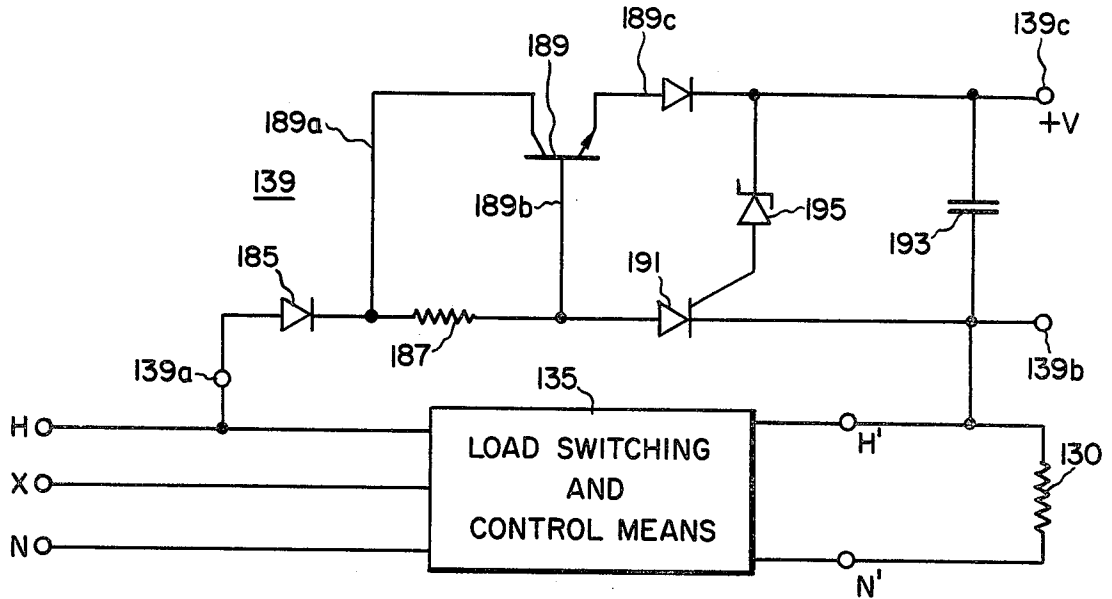 189c
139c
189
+V
189a
139
189b
195
193
185
191
187
139b
139a
135
H
H'
130
LOAD SWITCHING
AND
CONTROL MEANS
X
N
N'